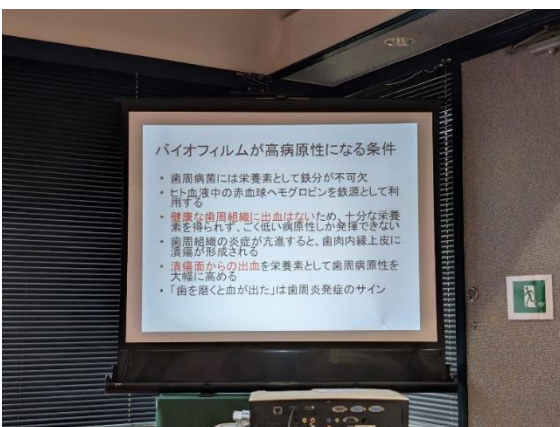 バイオフィルムが高病原性になる条件
• 歯周病菌には栄養素として鉄分が不可欠
• ヒト血液中の赤血球ヘモグロビンを鉄源として利
用する
• 健康な歯周組織に出血はないため、十分な栄養
素を得られず、ごく低い病原性しか発揮できない
• 歯周組織の炎症が亢進すると、歯肉内縁上皮に
潰瘍が形成される
• 潰瘍面からの出血を栄養素として歯周病原性を
大幅に高める
• 「歯を磨くと血が出た」は歯周炎発症のサイン